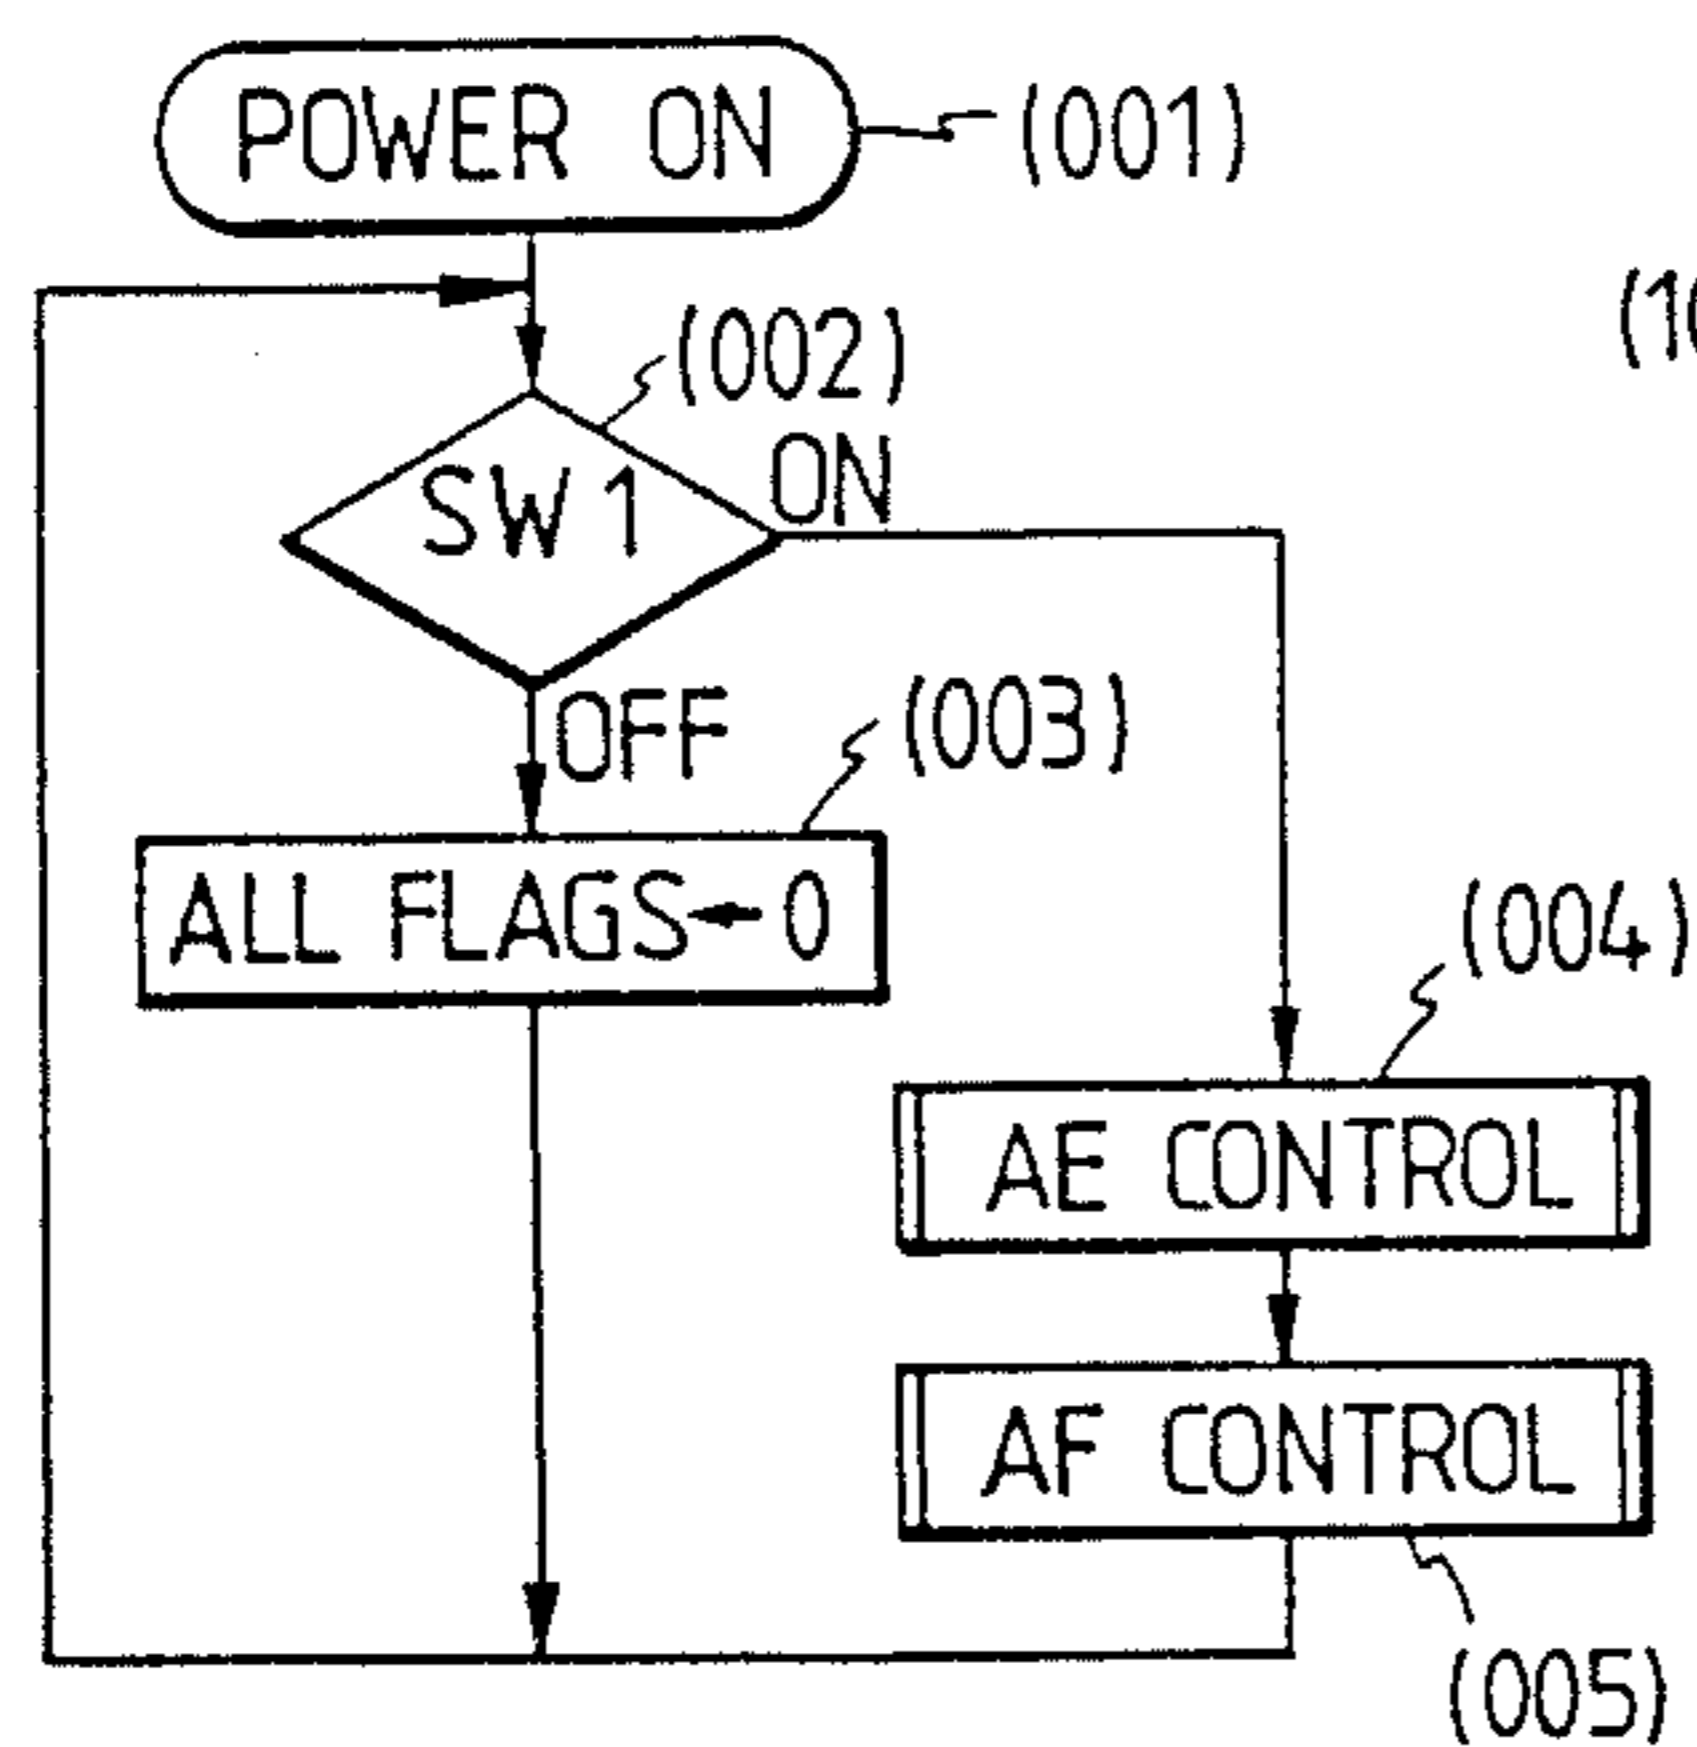 POWER ON
(001)
(002)
SW1
ON
OFF
(003)
ALL FLAGS←0
(004)
AE CONTROL
AF CONTROL
(005)